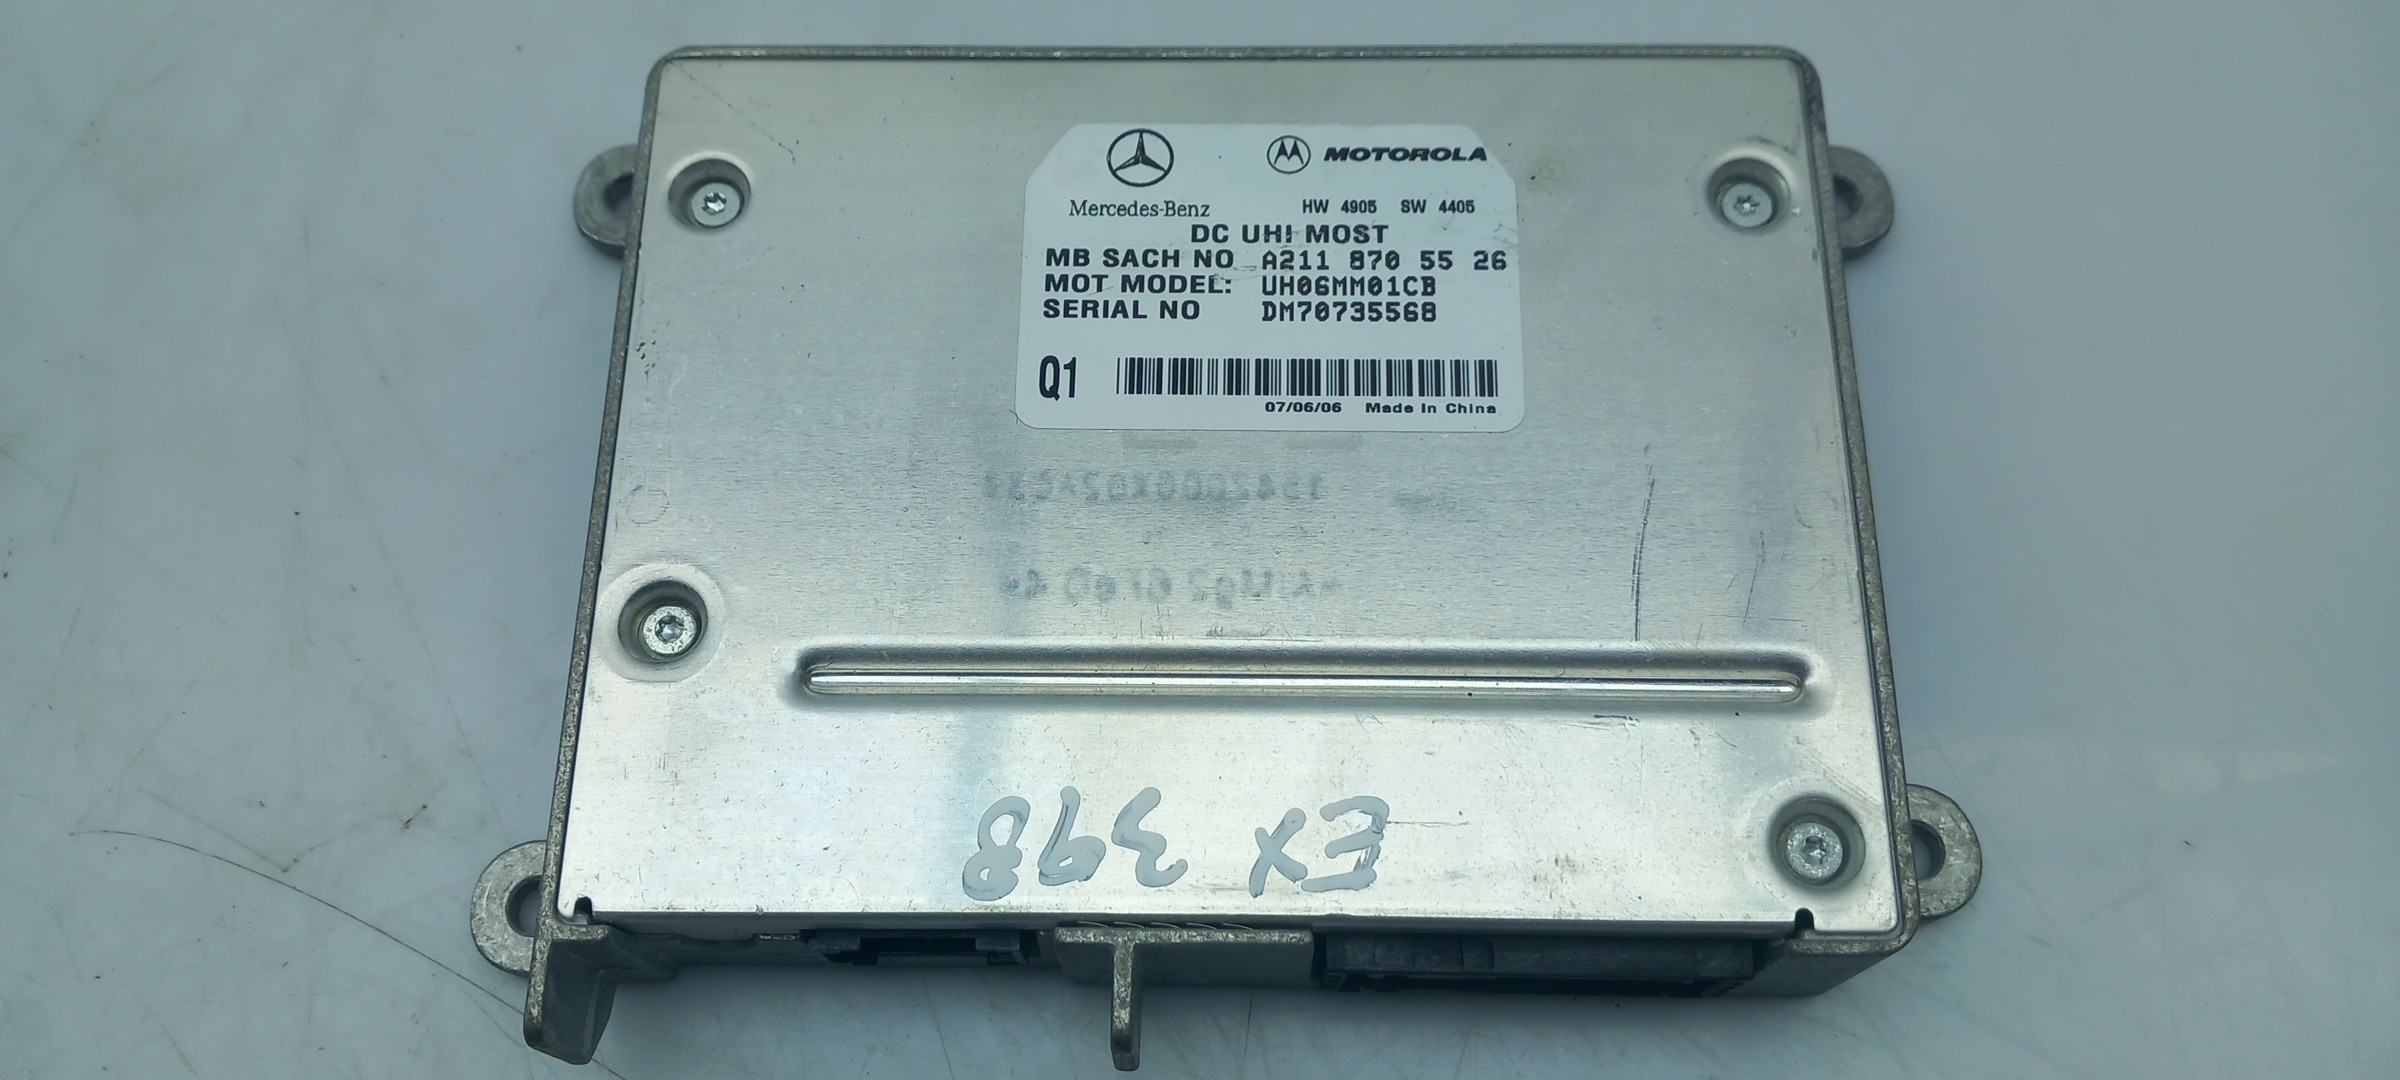 MOTOROLA
Mercedes-Benz
HW 4905 SW 4405
DC UHI MOST
MB SACH NO A211 870 55 26
MOT MODEL: UH06MM01CB
SERIAL NO DM70735568
Q1
07/06/06 Made In China
EX 398